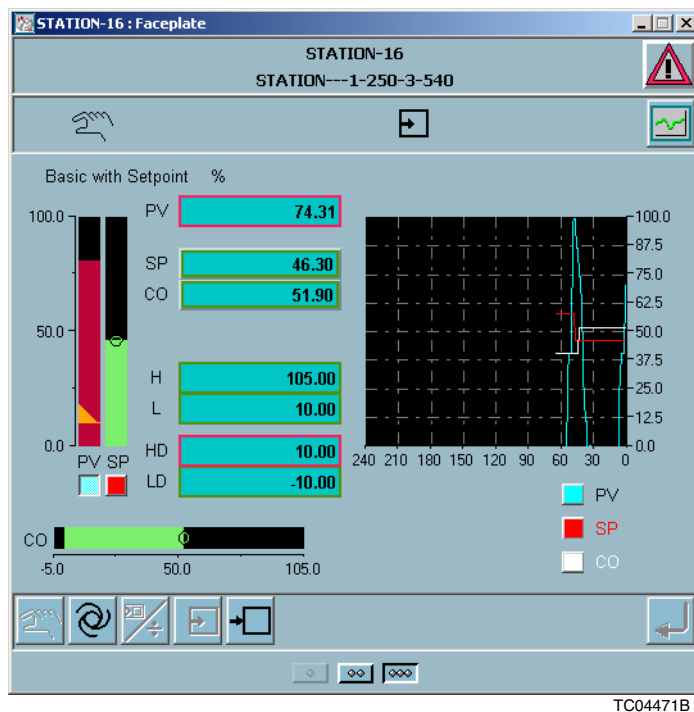 STATION-16 : Faceplate
STATION-16
STATION---1-250-3-540
Basic with Setpoint %
100.0
50.0
0.0
PV SP
PV 74.31
SP 46.30
CO 51.90
H 105.00
L 10.00
HD 10.00
LD -10.00
100.0
87.5
75.0
62.5
50.0
37.5
25.0
12.5
0.0
240 210 180 150 120 90 60 30 0
PV
SP
CO
CO
-5.0 50.0 105.0
TC04471B